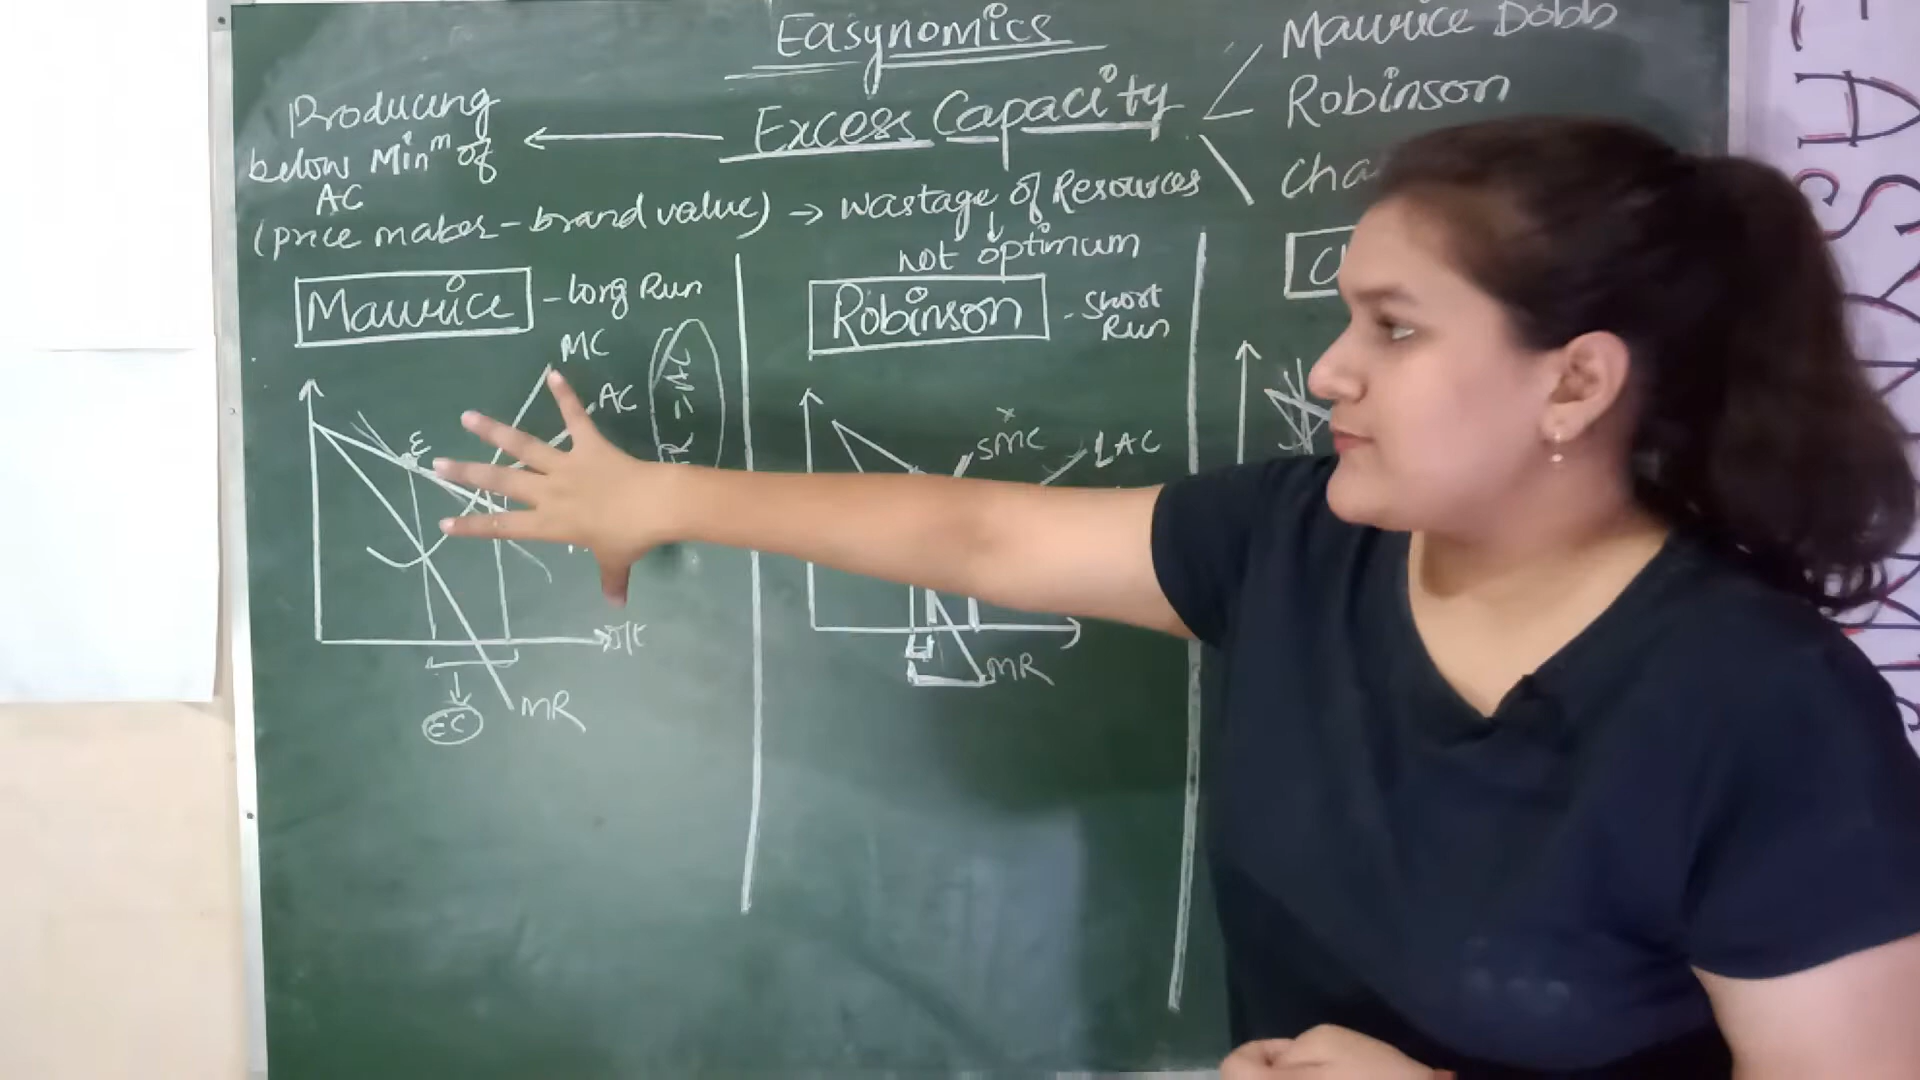 Easynomics
Excess Capacity
Maurice Dobb
Robinson
Cha
Producing
below Minᵐ of
AC
(price maker - brand value) → Wastage of Resources
Not optimum
Maurice - Long Run
MC
AC
E
o/t
EC
MR
Robinson - Short
Run
SMC
LAC
MR
C